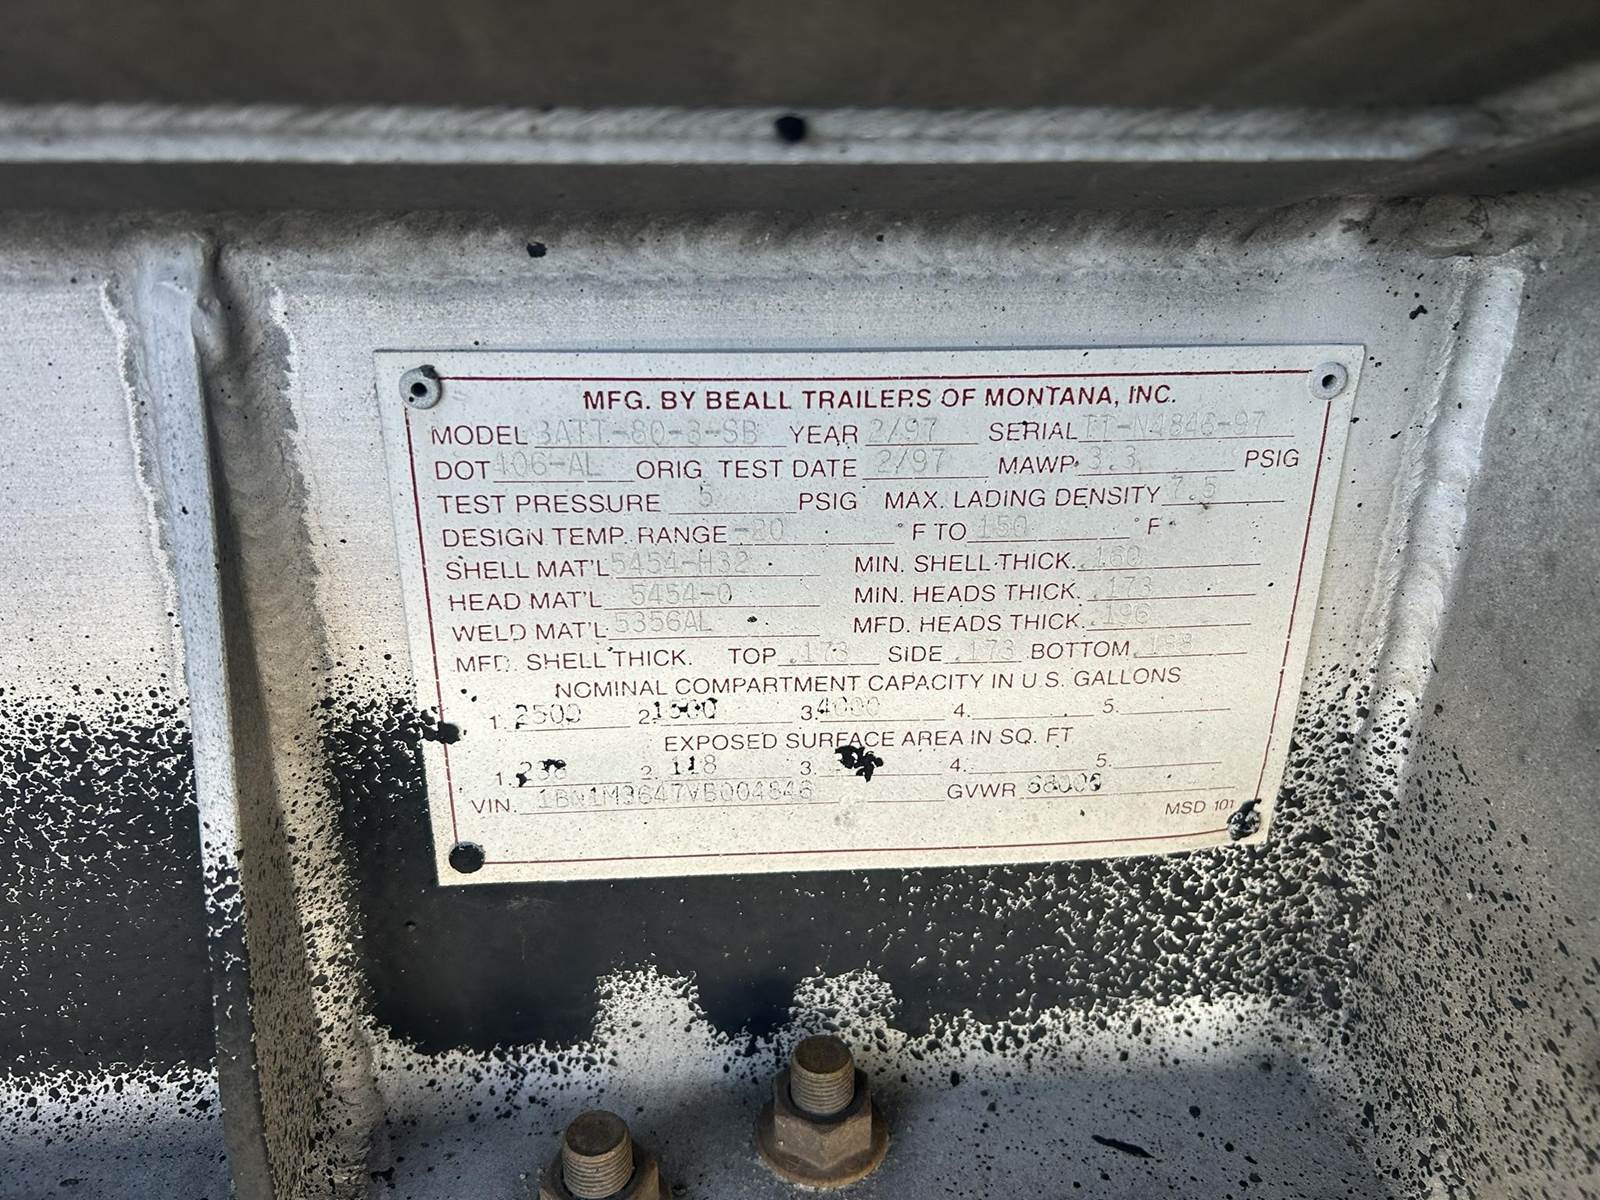 MFG. BY BEALL TRAILERS OF MONTANA, INC.
MODEL BATT-80-3-SB YEAR 2/97 SERIAL TT-N4846-97
DOT 406-AL ORIG TEST DATE 2/97 MAWP 3.3 PSIG
TEST PRESSURE 5 PSIG MAX. LADING DENSITY 7.5
DESIGN TEMP. RANGE -20 °F TO 150 °F
SHELL MAT'L 5454-H32 MIN. SHELL THICK. .160
HEAD MAT'L 5454-0 MIN. HEADS THICK. .173
WELD MAT'L 5356AL MFD. HEADS THICK. .196
MFD. SHELL THICK. TOP .173 SIDE .173 BOTTOM
NOMINAL COMPARTMENT CAPACITY IN U.S. GALLONS
1. 2500 2. 1500 3. 4000 4. 5.
EXPOSED SURFACE AREA IN SQ. FT
1. 238 2. 118 3. 4. 5.
VIN. 1BN1M3647VB004846 GVWR 68000
MSD 101